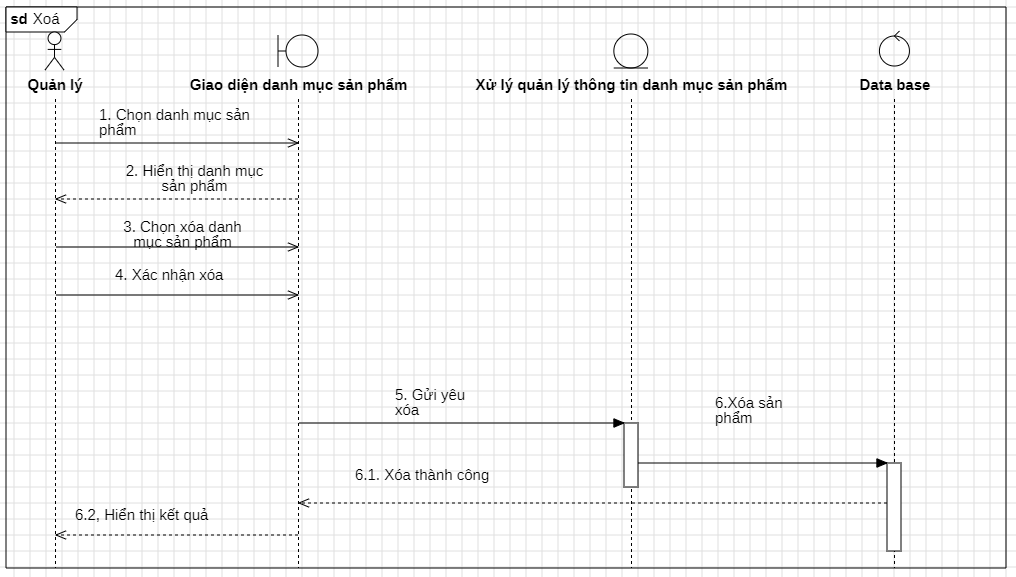 sd Xoá
Quản lý
Giao diện danh mục sản phẩm
Xử lý quản lý thông tin danh mục sản phẩm
Data base
1. Chọn danh mục sản
phẩm
2. Hiển thị danh mục
sản phẩm
3. Chọn xóa danh
mục sản phẩm
4. Xác nhận xóa
5. Gửi yêu
xóa
6.Xóa sản
phẩm
6.1. Xóa thành công
6.2, Hiển thị kết quả